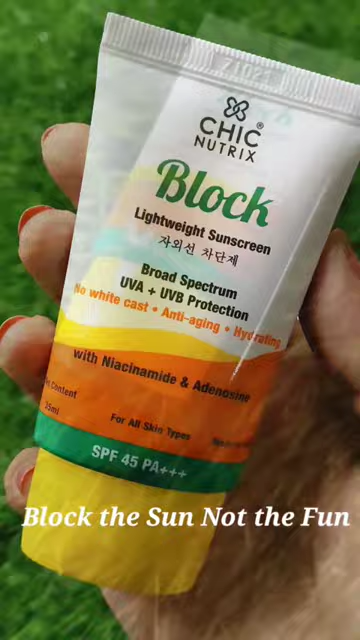 CHIC
NUTRIX®
Block
Lightweight Sunscreen
자외선 차단제
Broad Spectrum
UVA + UVB Protection
No white cast • Anti-aging • Hydrating
with Niacinamide & Adenosine
Content
25ml
For All Skin Types
SPF 45 PA+++
Block the Sun Not the Fun